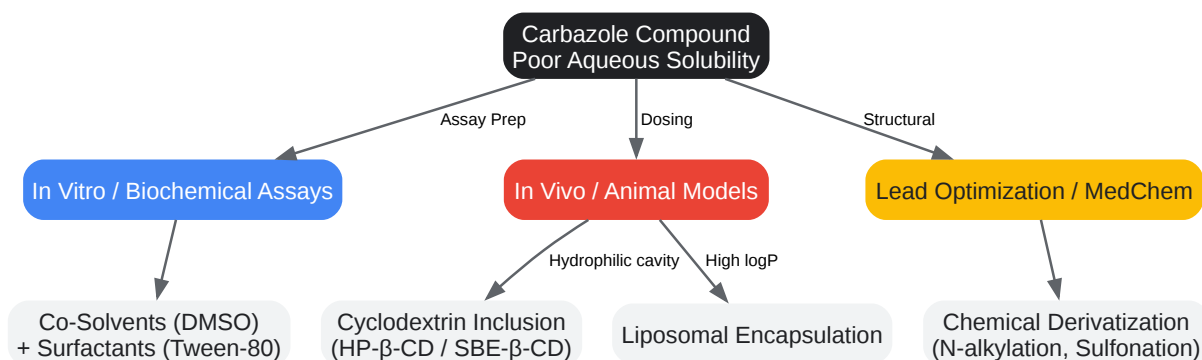 Carbazole Compound
Poor Aqueous Solubility
Assay Prep
Dosing
Structural
In Vitro / Biochemical Assays
In Vivo / Animal Models
Lead Optimization / MedChem
Hydrophilic cavity
High logP
Co-Solvents (DMSO)
+ Surfactants (Tween-80)
Cyclodextrin Inclusion
(HP-β-CD / SBE-β-CD)
Liposomal Encapsulation
Chemical Derivatization
(N-alkylation, Sulfonation)